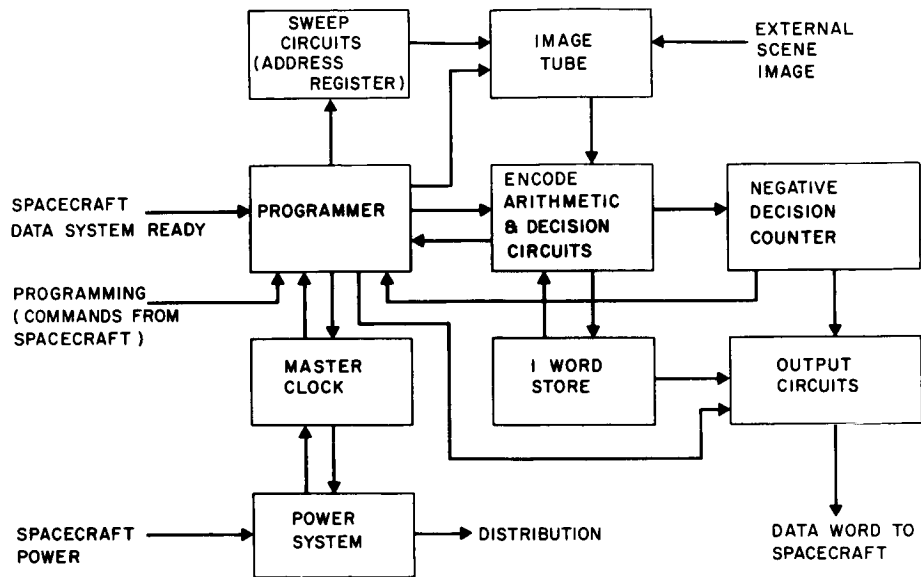 SWEEP
CIRCUITS
(ADDRESS
REGISTER)
IMAGE
TUBE
EXTERNAL
SCENE
IMAGE
SPACECRAFT
DATA SYSTEM READY
PROGRAMMER
ENCODE
ARITHMETIC
& DECISION
CIRCUITS
NEGATIVE
DECISION
COUNTER
PROGRAMMING
(COMMANDS FROM
SPACECRAFT)
MASTER
CLOCK
1 WORD
STORE
OUTPUT
CIRCUITS
SPACECRAFT
POWER
POWER
SYSTEM
DISTRIBUTION
DATA WORD TO
SPACECRAFT